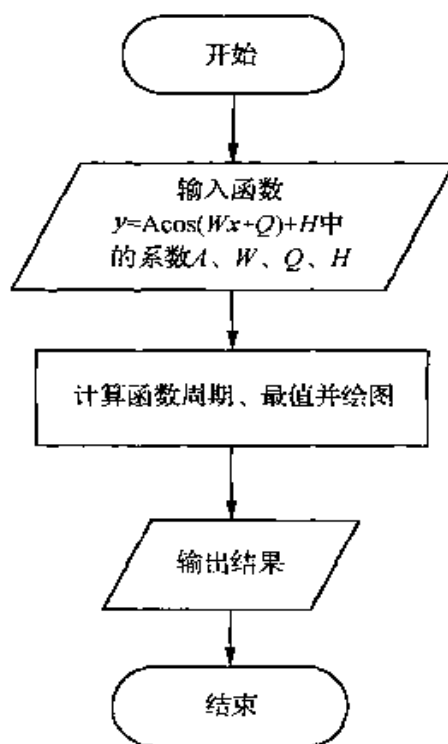 开始
输入函数
y=Acos(Wx+Q)+H中
的系数A、W、Q、H
计算函数周期、最值并绘图
输出结果
结束